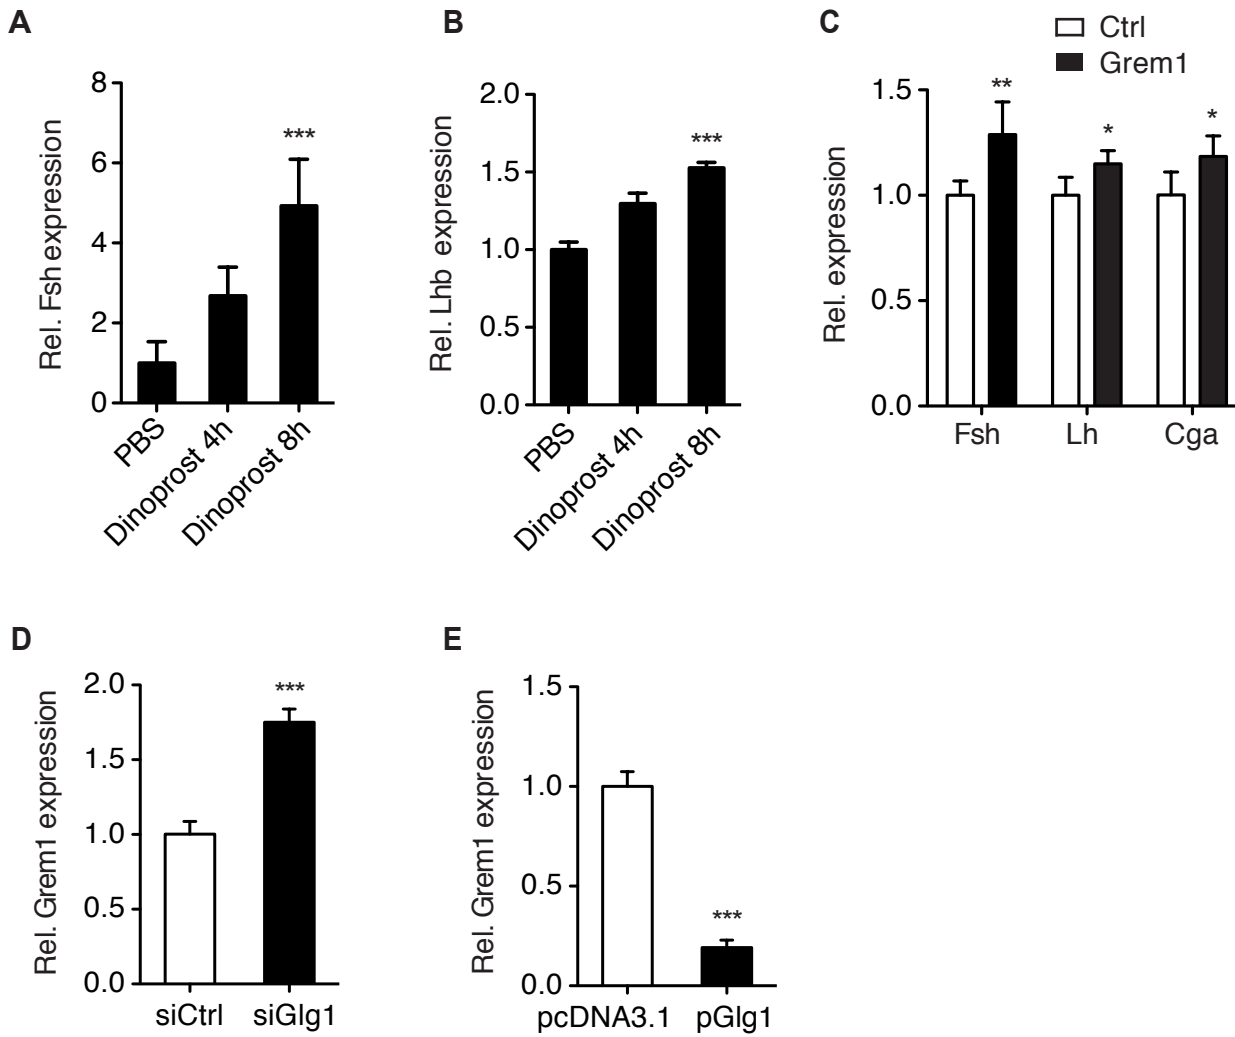 A
Rel. Fsh expression
8
6
4
2
0
***
PBS
Dinoprost 4h
Dinoprost 8h
B
Rel. Lhb expression
2.0
1.5
1.0
0.5
0.0
***
PBS
Dinoprost 4h
Dinoprost 8h
C
Ctrl
Grem1
Rel. expression
1.5
1.0
0.5
0.0
**
*
*
Fsh Lh Cga
D
Rel. Grem1 expression
2.0
1.5
1.0
0.5
0.0
***
siCtrl siGlg1
E
Rel. Grem1 expression
1.5
1.0
0.5
0.0
***
pcDNA3.1 pGlg1